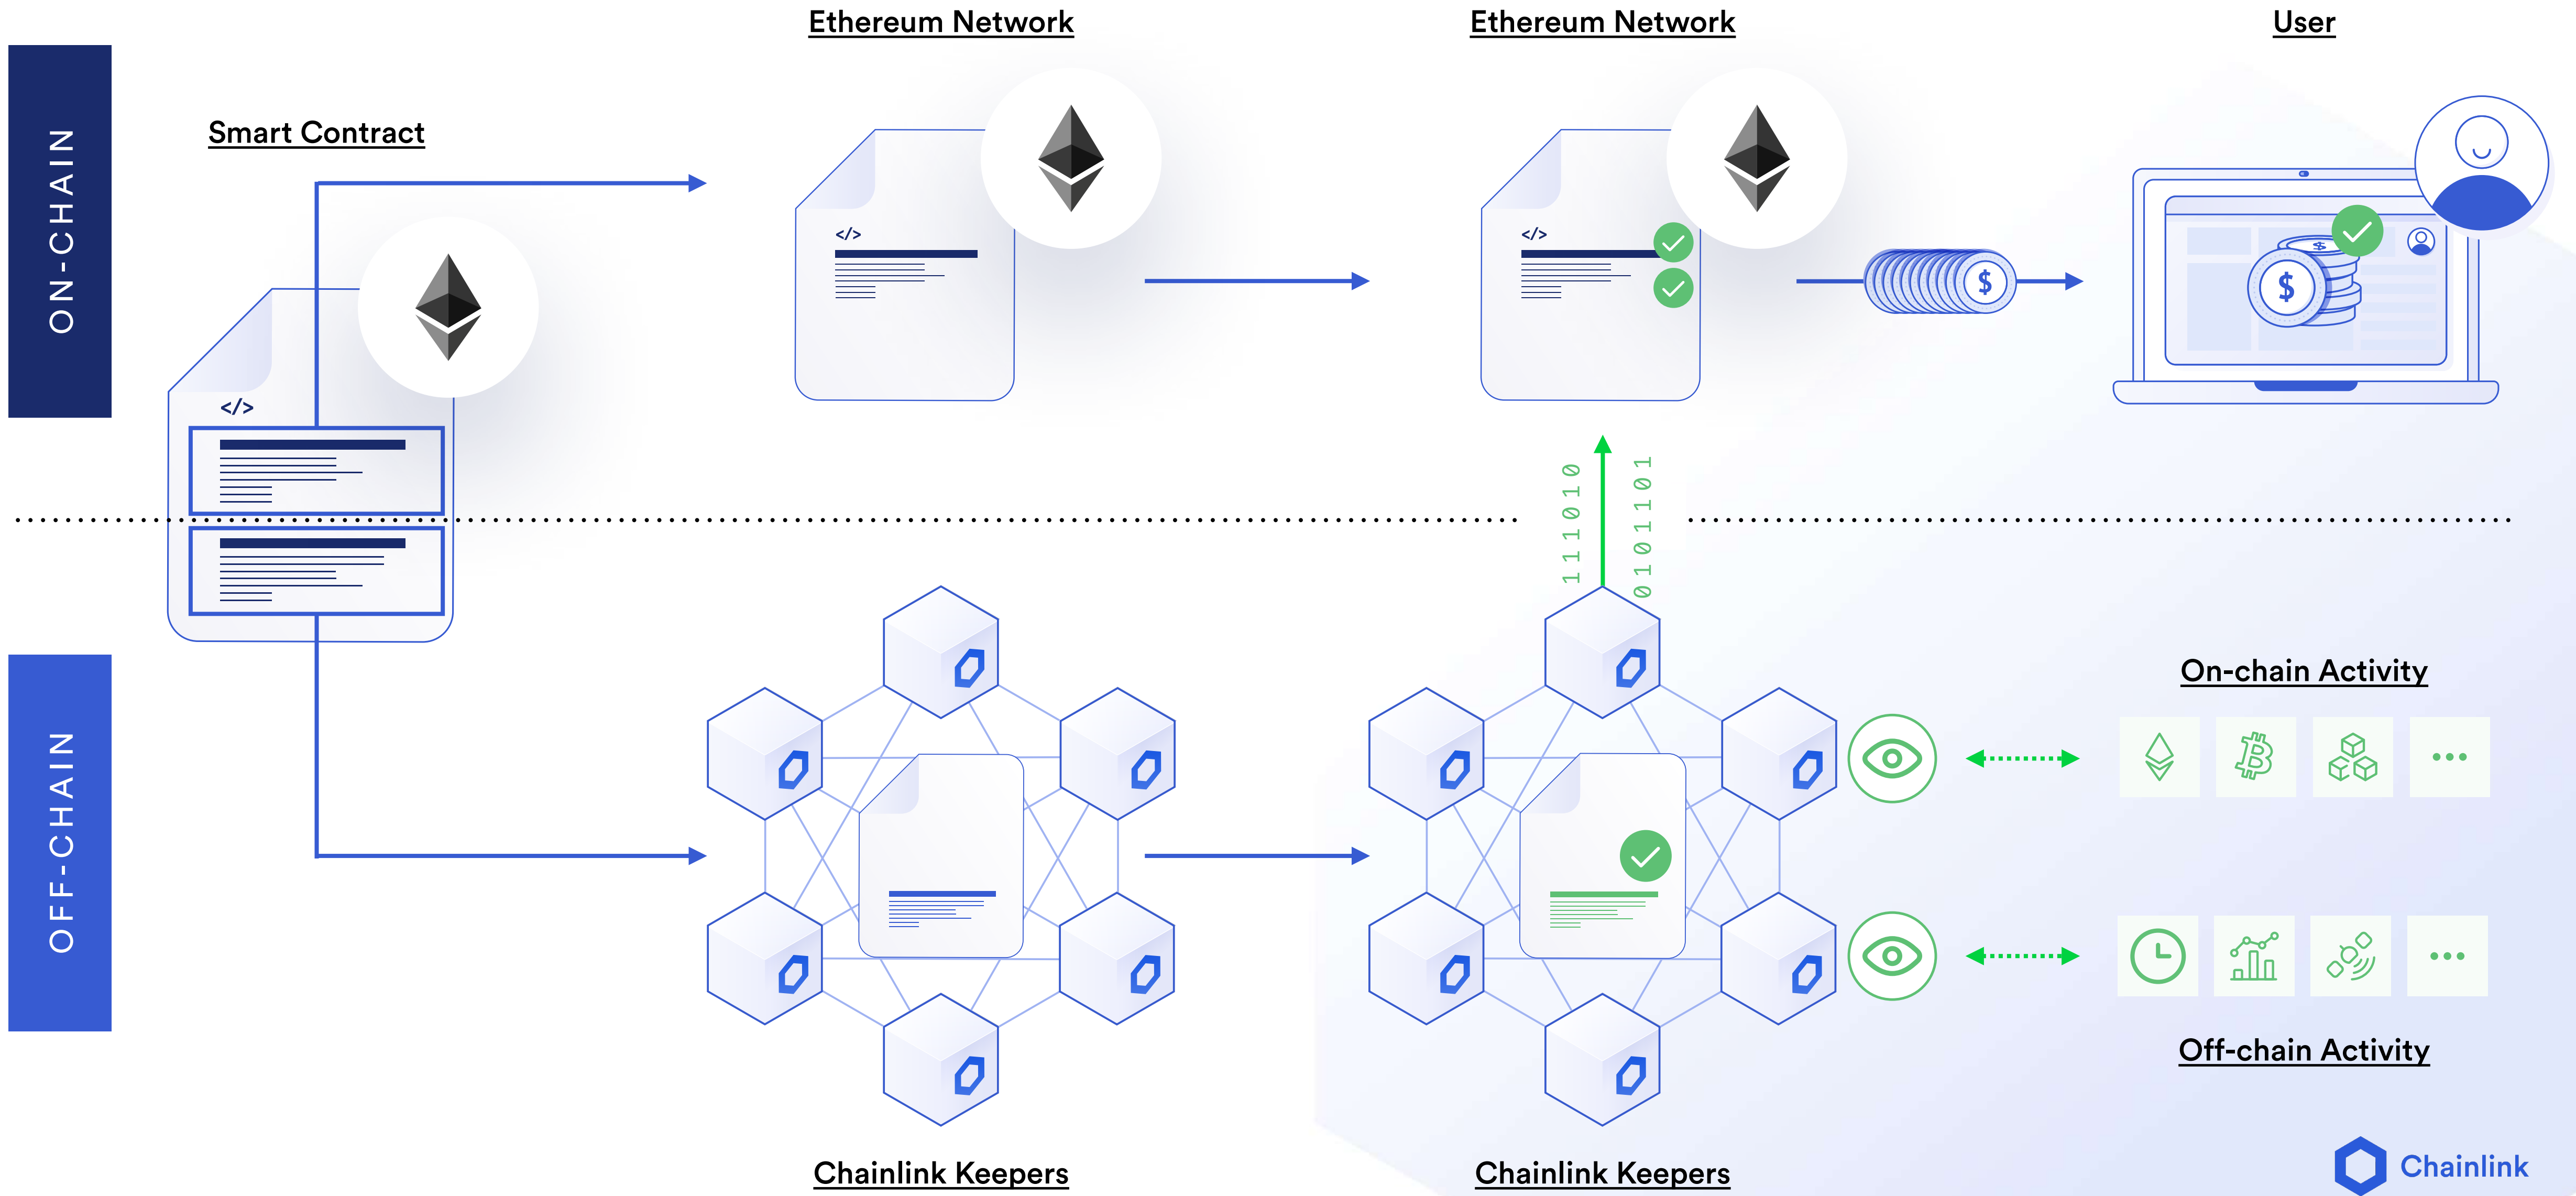 Ethereum Network
Ethereum Network
User
ON-CHAIN
Smart Contract
</>
</>
</>
$
$
$
111010
01011101
OFF-CHAIN
On-chain Activity
Off-chain Activity
Chainlink Keepers
Chainlink Keepers
Chainlink